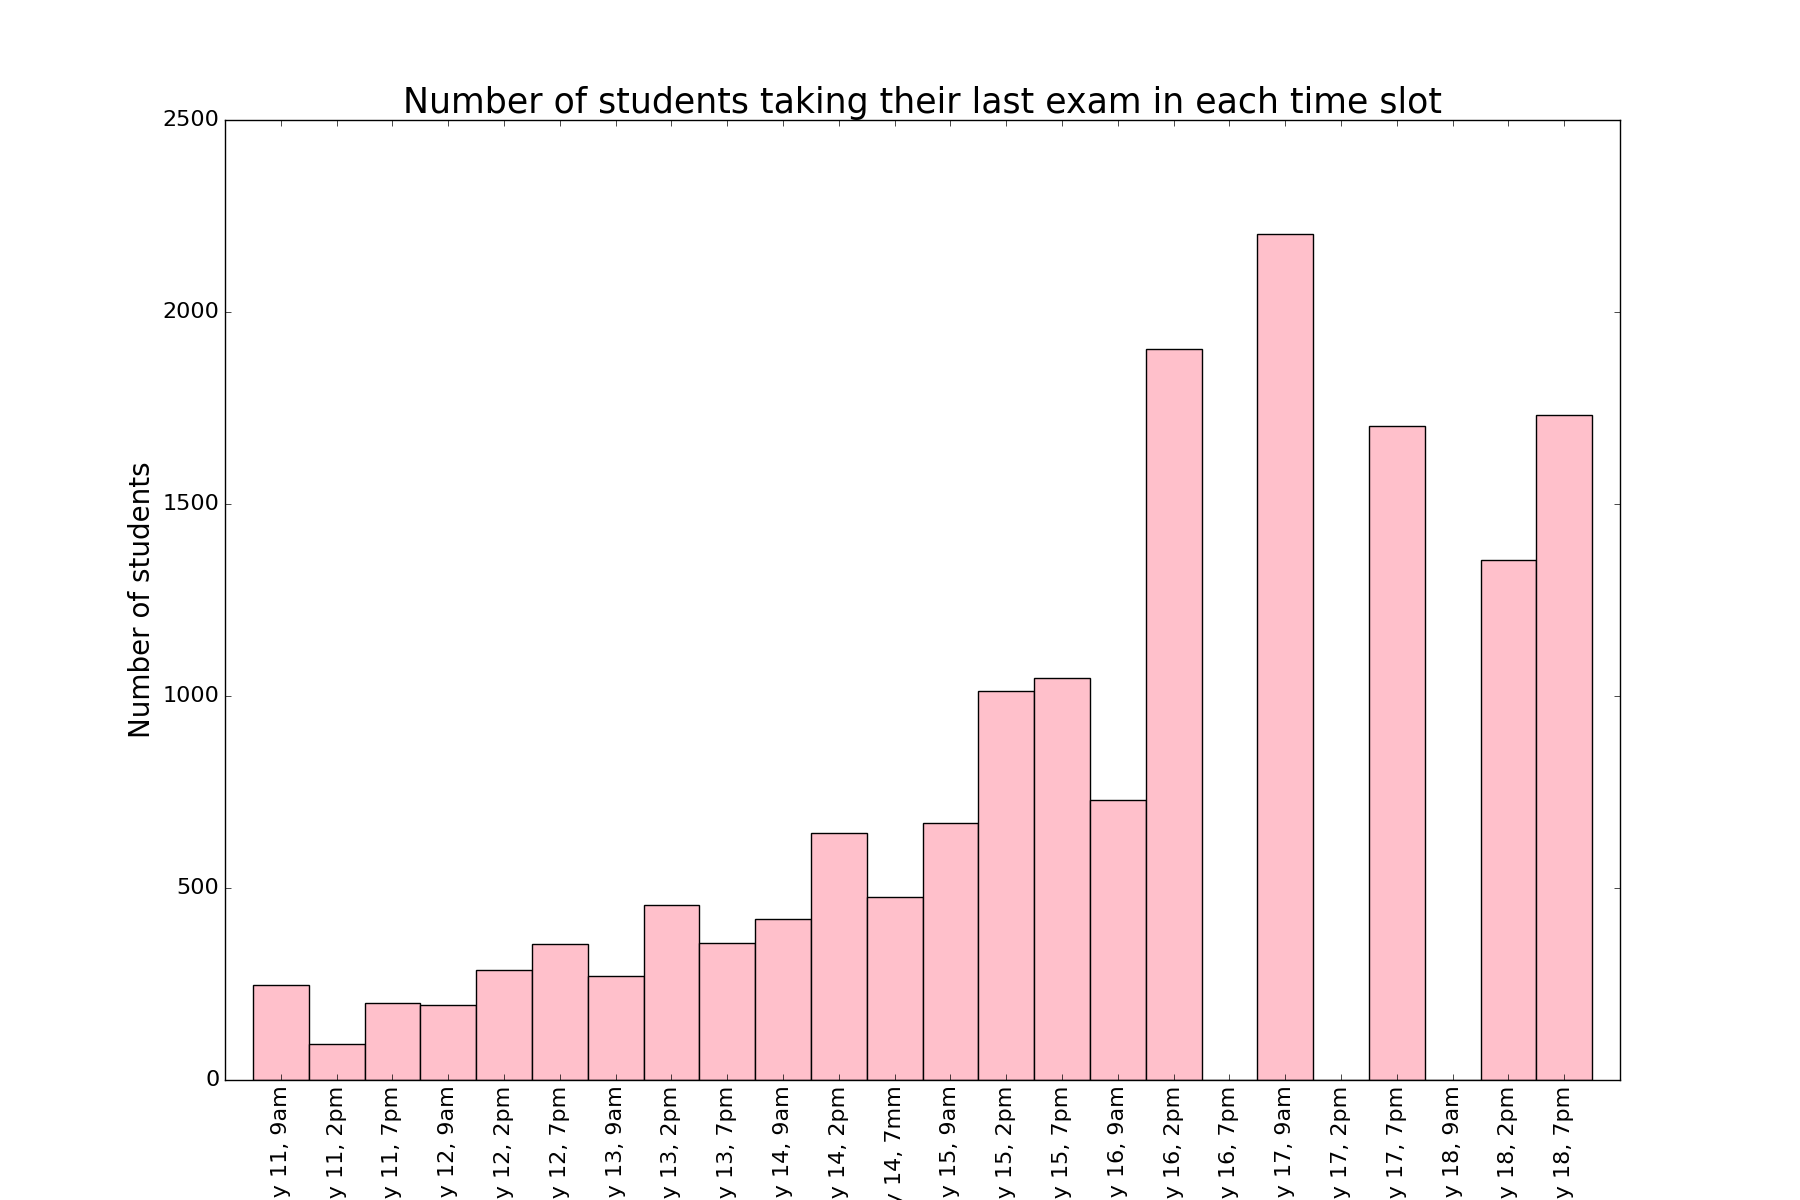 Number of students taking their last exam in each time slot
Number of students
2500
2000
1500
1000
500
0
y 11, 9am
y 11, 2pm
y 11, 7pm
y 12, 9am
y 12, 2pm
y 12, 7pm
y 13, 9am
y 13, 2pm
y 13, 7pm
y 14, 9am
y 14, 2pm
y 14, 7mm
y 15, 9am
y 15, 2pm
y 15, 7pm
y 16, 9am
y 16, 2pm
y 16, 7pm
y 17, 9am
y 17, 2pm
y 17, 7pm
y 18, 9am
y 18, 2pm
y 18, 7pm